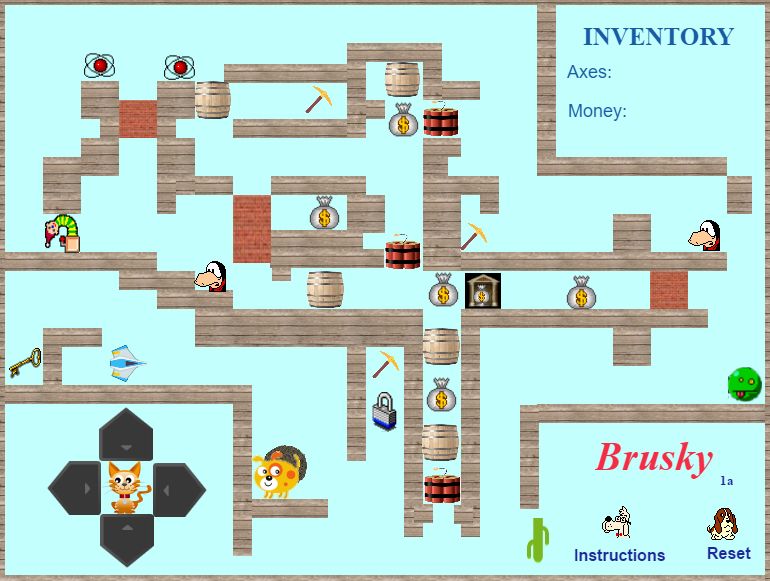 INVENTORY
Axes:
Money:
Brusky
1a
Instructions
Reset